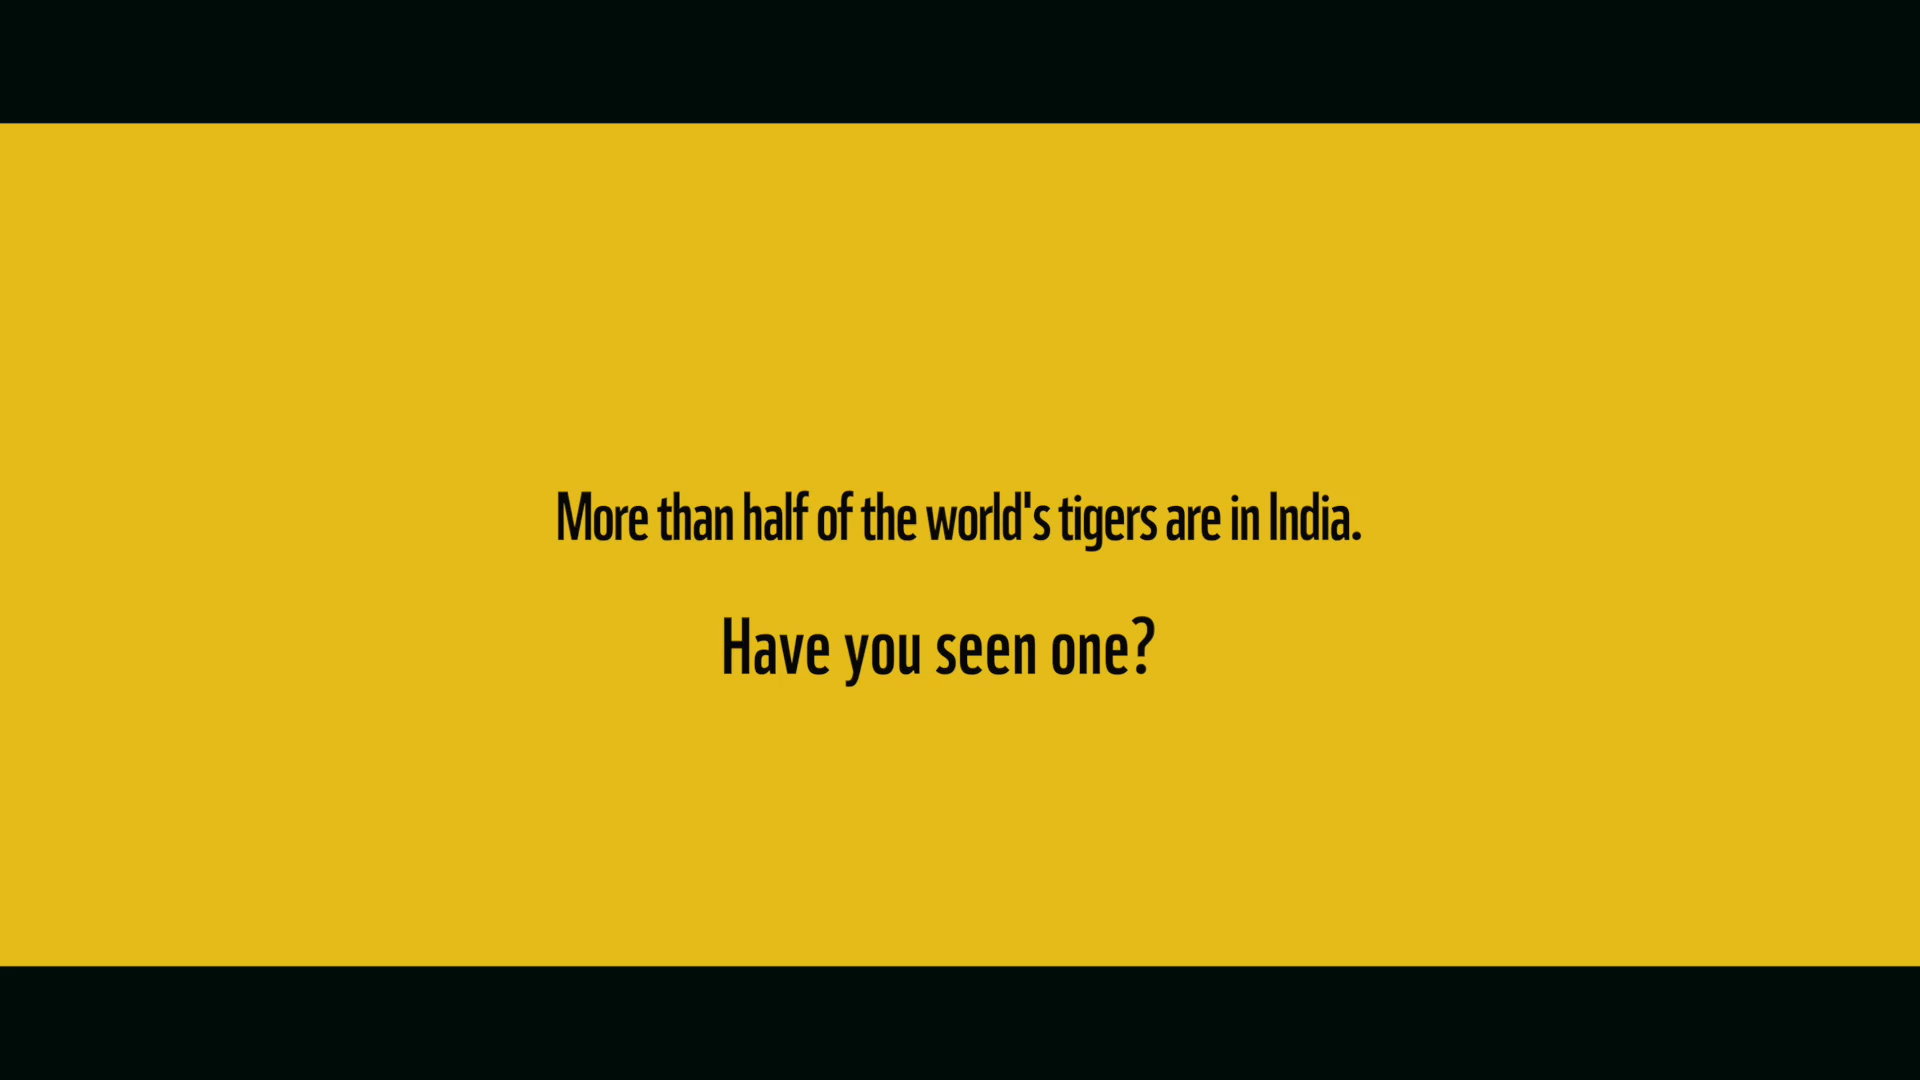 More than half of the world's tigers are in India.
Have you seen one?